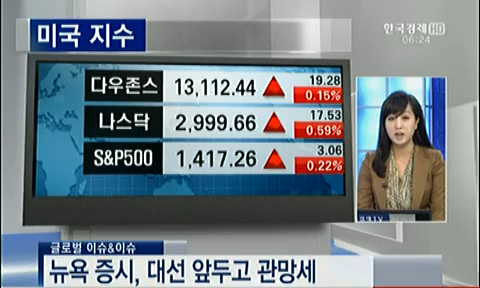 미국 지수
한국경제 HD
06:24
다우존스 13,112.44 ▲ 19.28 0.15%
나스닥 2,999.66 ▲ 17.53 0.59%
S&P500 1,417.26 ▲ 3.06 0.22%
글로벌 이슈&이슈
뉴욕 증시, 대선 앞두고 관망세